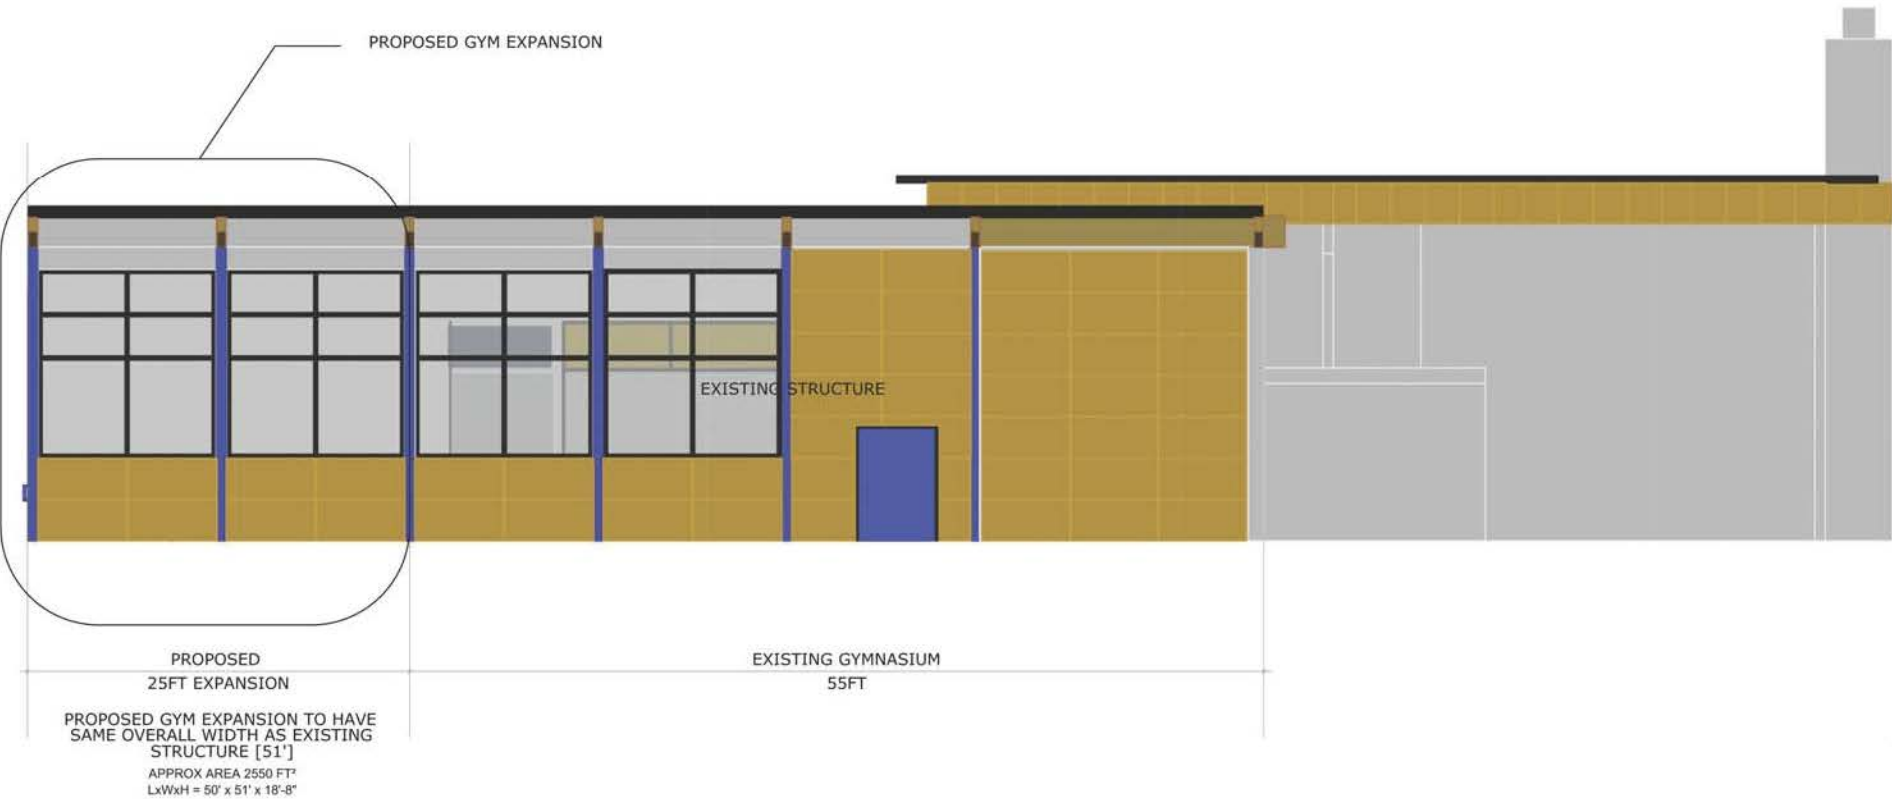 PROPOSED GYM EXPANSION
EXISTING STRUCTURE
PROPOSED
25FT EXPANSION
EXISTING GYMNASIUM
55FT
PROPOSED GYM EXPANSION TO HAVE
SAME OVERALL WIDTH AS EXISTING
STRUCTURE [51']
APPROX AREA 2550 FT²
LxWxH = 50' x 51' x 18'-8"